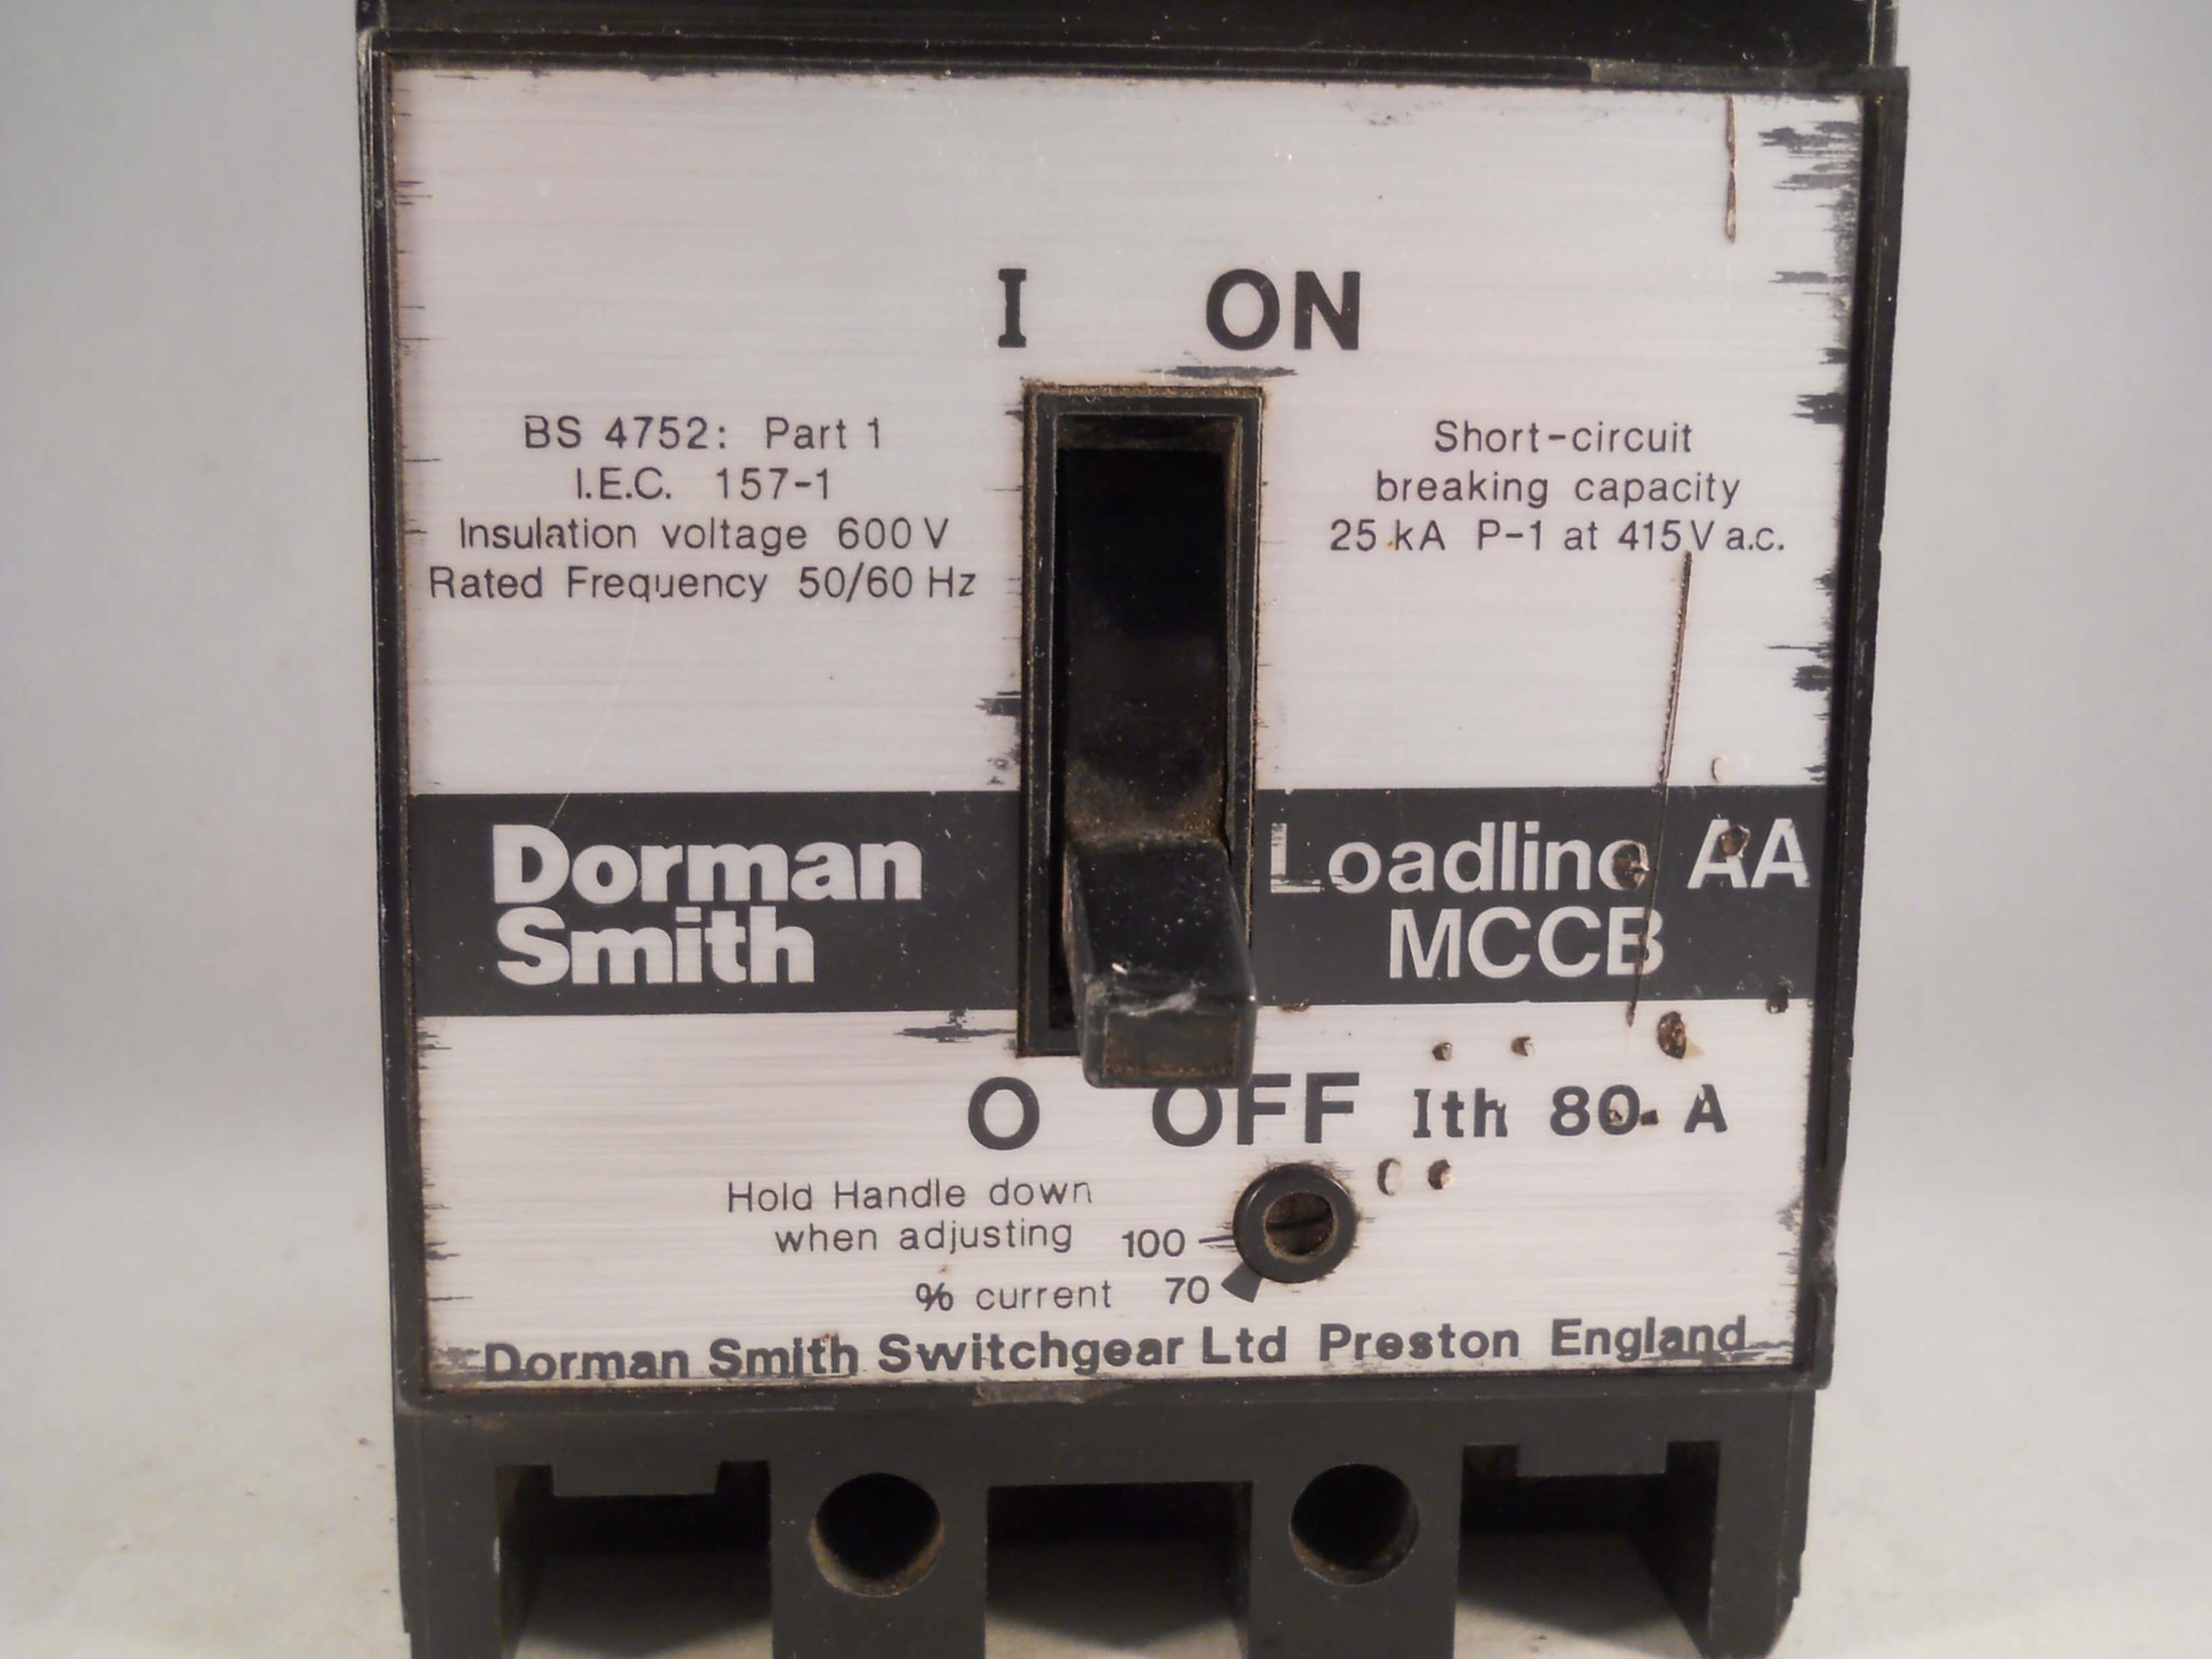 I ON
BS 4752: Part 1
I.E.C. 157-1
Insulation voltage 600 V
Rated Frequency 50/60 Hz
Short-circuit
breaking capacity
25 kA P-1 at 415 V a.c.
Dorman
Smith
Loadline AA
MCCB
O OFF
Ith 80 A
Hold Handle down
when adjusting
100
% current 70
Dorman Smith Switchgear Ltd Preston England